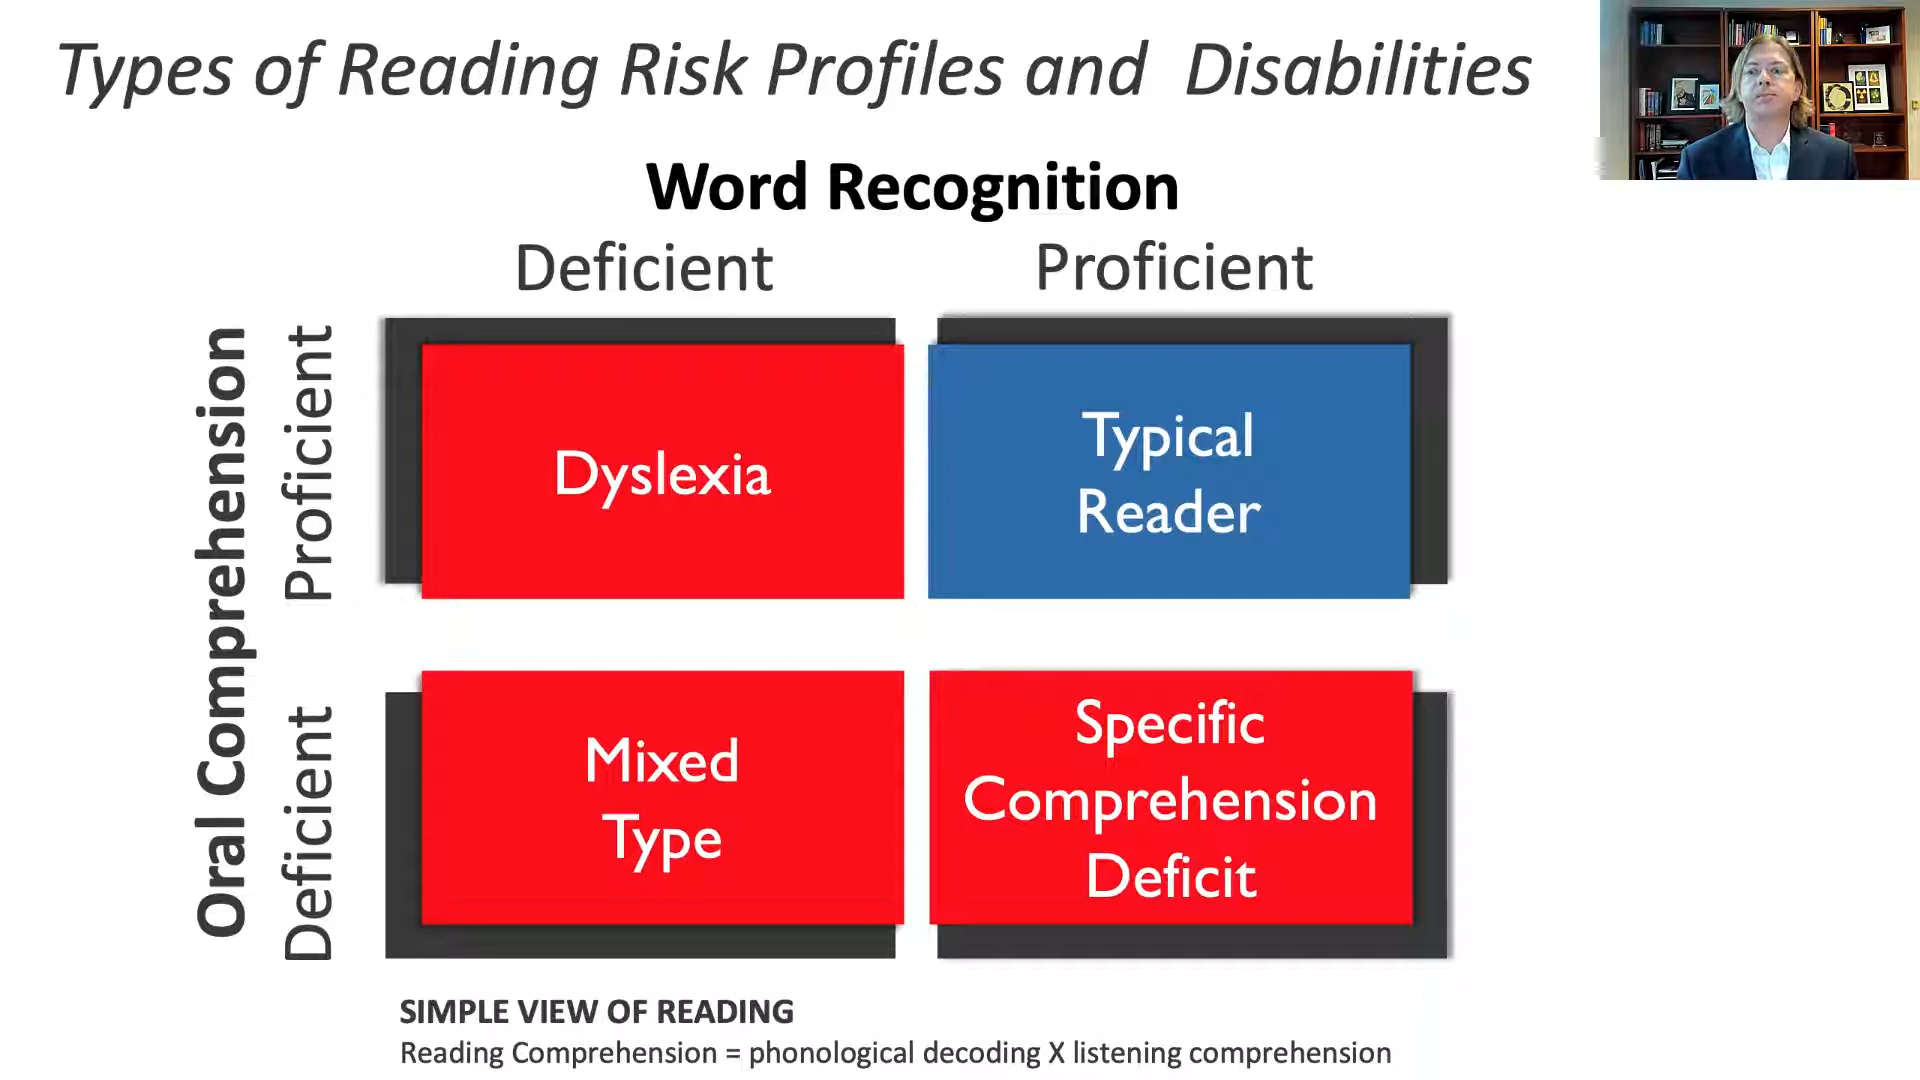 Types of Reading Risk Profiles and Disabilities
Word Recognition
Deficient
Proficient
Oral Comprehension
Proficient
Deficient
Dyslexia
Typical
Reader
Mixed
Type
Specific
Comprehension
Deficit
SIMPLE VIEW OF READING
Reading Comprehension = phonological decoding X listening comprehension